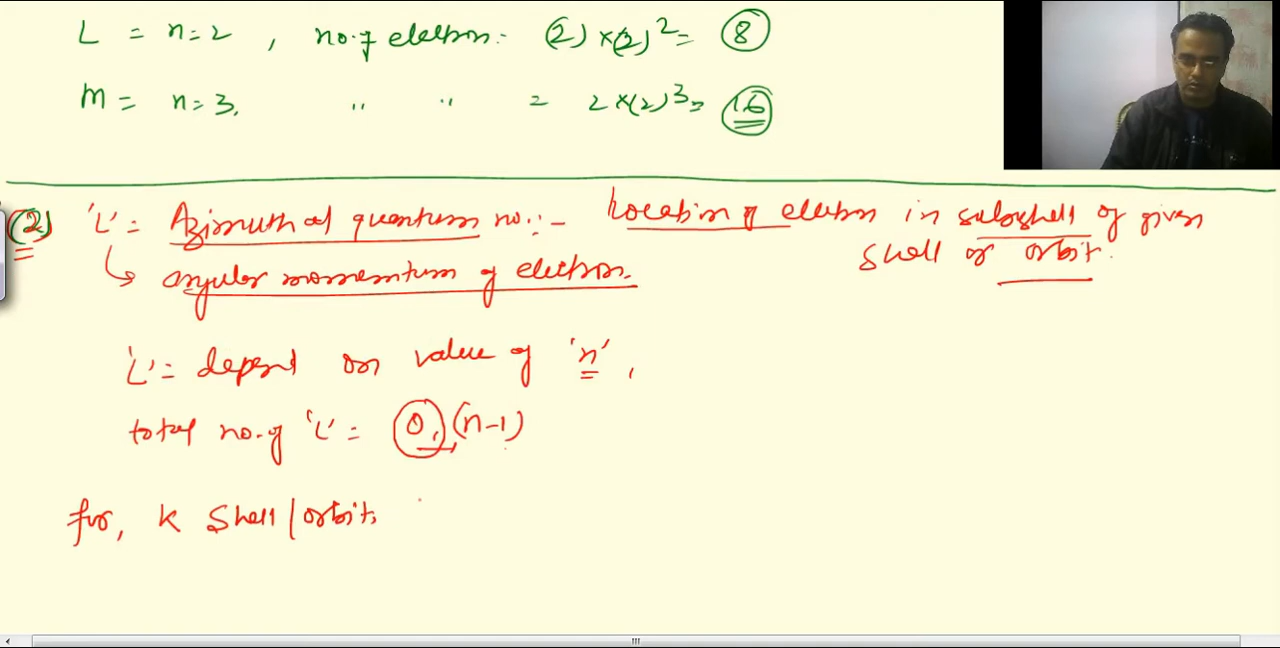 L = n=2 , no. of electron:- (2) ×(2)²= 8
M = n=3. " " = 2 ×(2)³= 16
(2) 'L' = Azimuthal quantum no.:- Location of electron in subshell of given
shell or orbit.
↳ angular momentum of electron.
'L' = depend on value of 'n' ,
total no. of 'L' = 0, (n-1)
for, K Shell/orbit,